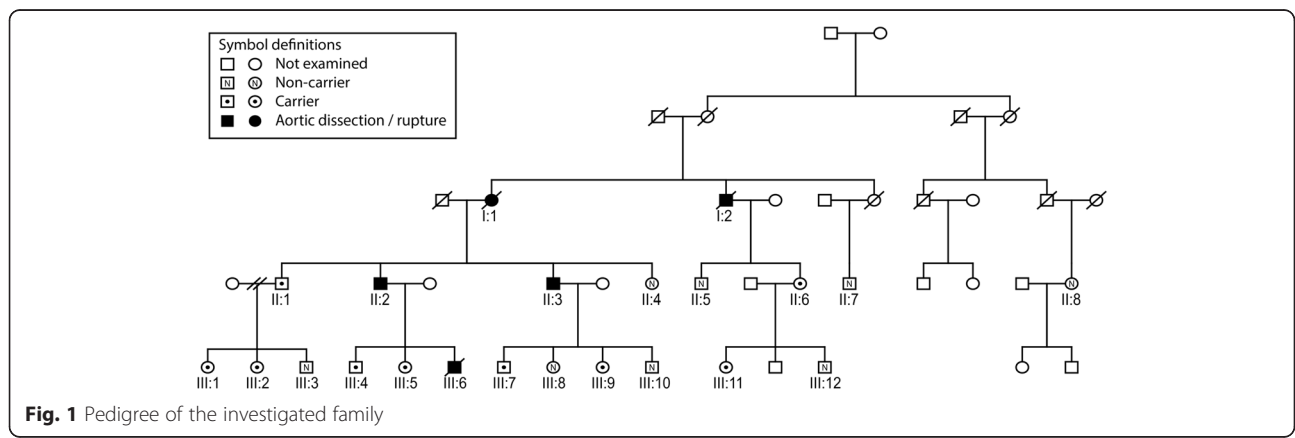 Symbol definitions
Not examined
N N Non-carrier
Carrier
Aortic dissection / rupture
I:1 I:2
N N N N
II:1 II:2 II:3 II:4 II:5 II:6 II:7 II:8
N N N N
III:1 III:2 III:3 III:4 III:5 III:6 III:7 III:8 III:9 III:10 III:11 III:12
Fig. 1 Pedigree of the investigated family